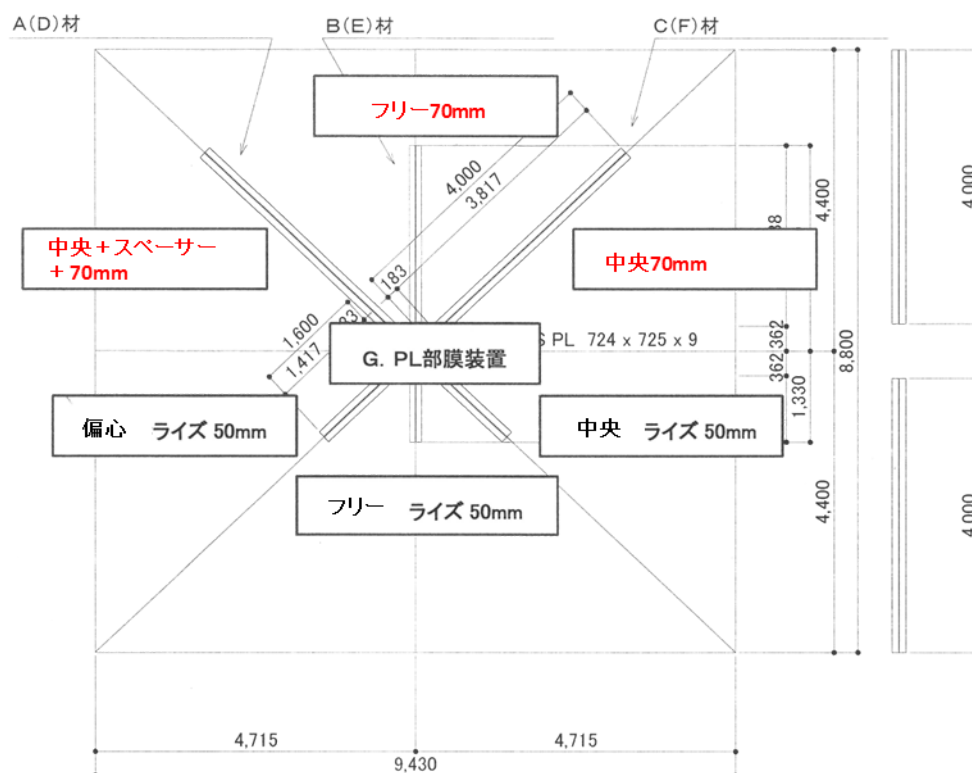 A(D)材
B(E)材
C(F)材
フリー70mm
4,000
3,817
4,400
4,000
中央+スペーサー
+70mm
183
中央70mm
1,600
1,417
G. PL部膜装置
PL 724 x 725 x 9
362
362
8,800
1,330
偏心 ライズ 50mm
中央 ライズ 50mm
フリー ライズ 50mm
4,400
4,000
4,715
4,715
9,430